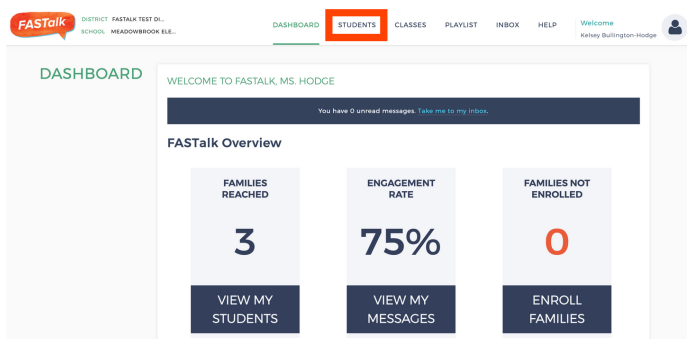 FASTalk
DISTRICT FASTALK TEST DI...
SCHOOL MEADOWBROOK ELE...
DASHBOARD STUDENTS CLASSES PLAYLIST INBOX HELP
Welcome
Kelsey Bullington-Hodge
DASHBOARD
WELCOME TO FASTALK, MS. HODGE
You have 0 unread messages. Take me to my inbox.
FASTalk Overview
FAMILIES
REACHED
3
VIEW MY
STUDENTS
ENGAGEMENT
RATE
75%
VIEW MY
MESSAGES
FAMILIES NOT
ENROLLED
0
ENROLL
FAMILIES